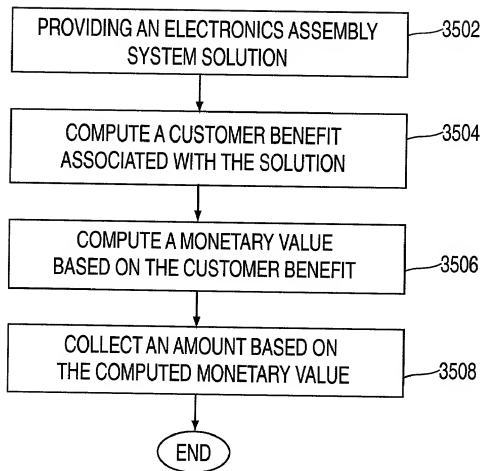 PROVIDING AN ELECTRONICS ASSEMBLY
SYSTEM SOLUTION
3502
COMPUTE A CUSTOMER BENEFIT
ASSOCIATED WITH THE SOLUTION
3504
COMPUTE A MONETARY VALUE
BASED ON THE CUSTOMER BENEFIT
3506
COLLECT AN AMOUNT BASED ON
THE COMPUTED MONETARY VALUE
3508
END